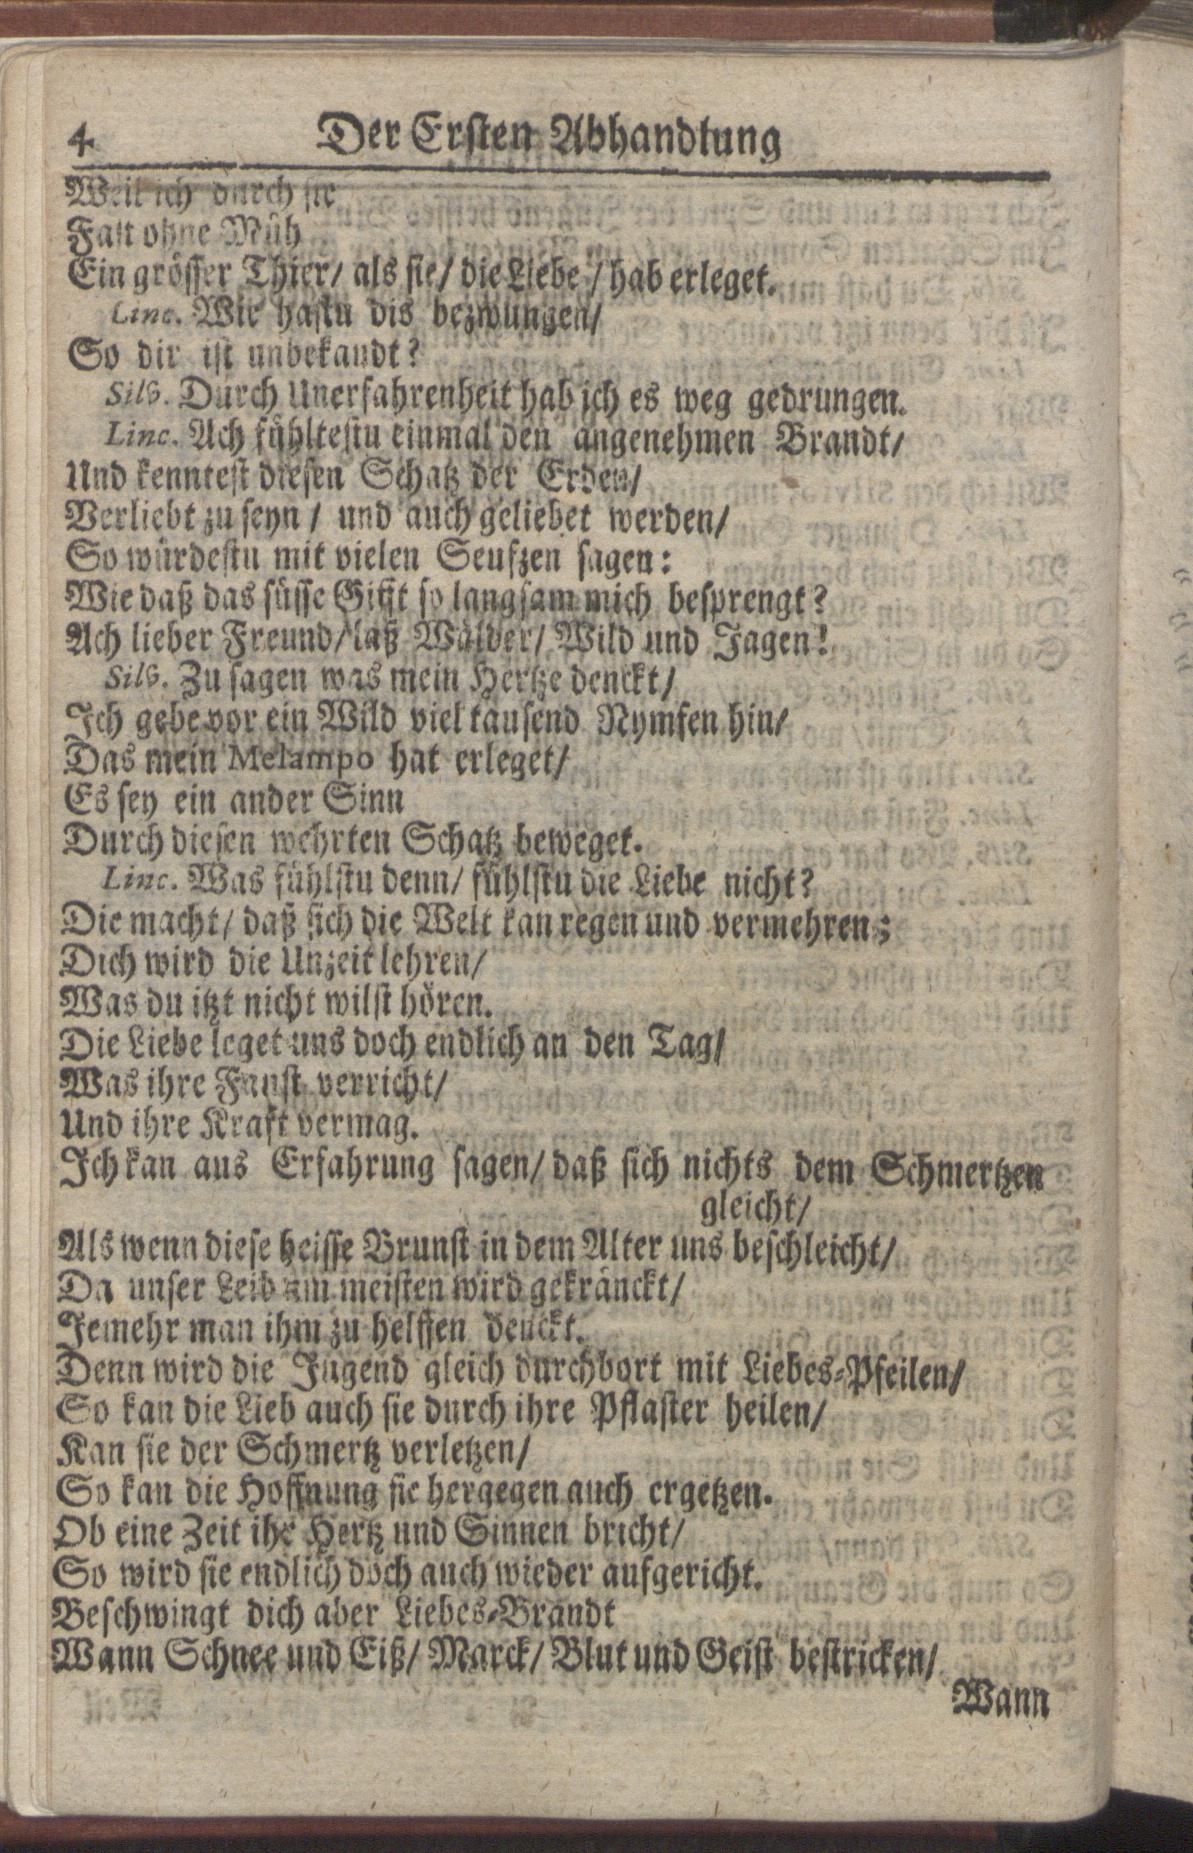 4 Der Ersten Abhandlung
Weil ich durch sie
Fast ohne Müh
Ein grösser Thier/ als sie/ die Liebe/ hab erleget.
Linc. Wie hastu dis bezwungen/
So dir ist unbekandt?
Silv. Durch Unerfahrenheit hab ich es weg gedrungen.
Linc. Ach fühltestu einmal den angenehmen Brandt/
Und kenntest diesen Schatz der Erden/
Verliebt zu seyn/ und auch geliebet werden/
So würdestu mit vielen Seufzen sagen:
Wie daß das süsse Gifft so langsam mich besprengt?
Ach lieber Freund/ laß Wälder/ Wild und Jagen!
Silv. Zu sagen was mein Hertze denckt/
Ich gebe vor ein Wild viel tausend Nymfen hin/
Das mein Melampo hat erleget/
Es sey ein ander Sinn
Durch diesen wehrten Schatz beweget.
Linc. Was fühlstu denn/ fühlstu die Liebe nicht?
Die macht/ daß sich die Welt kan regen und vermehren;
Dich wird die Unzeit lehren/
Was du itzt nicht wilst hören.
Die Liebe leget uns doch endlich an den Tag/
Was ihre Faust verricht/
Und ihre Kraft vermag.
Ich kan aus Erfahrung sagen/ daß sich nichts dem Schmertzen
gleicht/
Als wenn diese heisse Brunst in dem Alter uns beschleicht/
Da unser Leib am meisten wird gekränckt/
Jemehr man ihm zu helffen denckt.
Denn wird die Jugend gleich durchbort mit Liebes-Pfeilen/
So kan die Lieb auch sie durch ihre Pflaster heilen/
Kan sie der Schmertz verletzen/
So kan die Hoffnung sie hergegen auch ergetzen.
Ob eine Zeit ihr Hertz und Sinnen bricht/
So wird sie endlich doch auch wieder aufgericht.
Beschwingt dich aber Liebes-Brandt
Wann Schnee und Eiß/ Marck/ Blut und Geist bestricken/
Wann